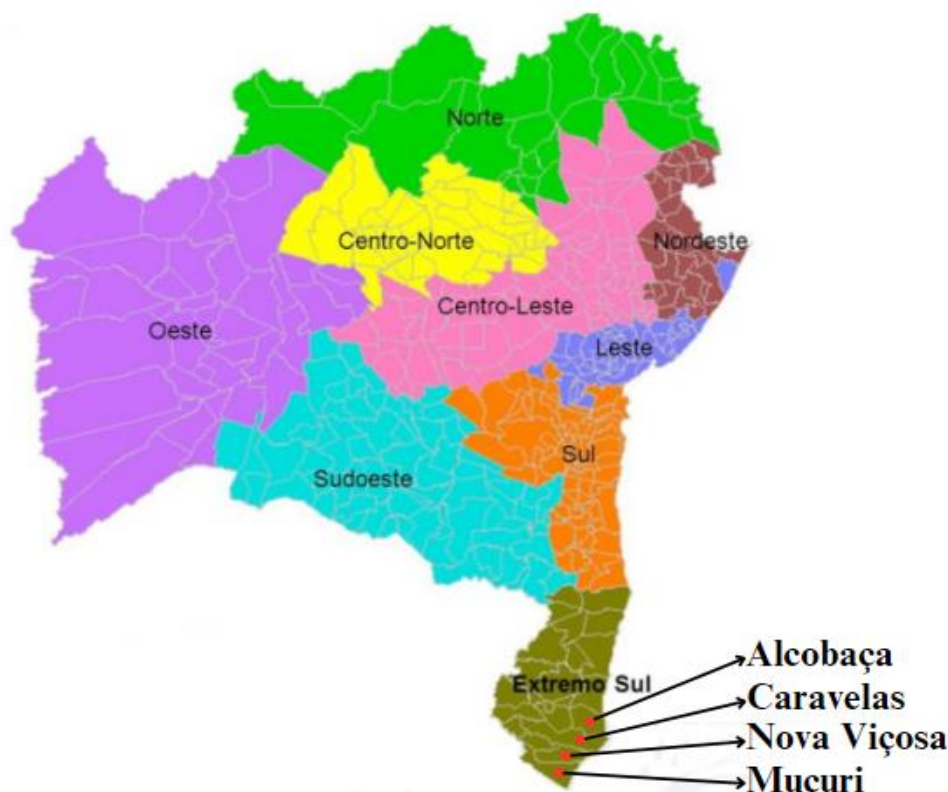 Norte
Centro-Norte
Nordeste
Centro-Leste
Oeste
Leste
Sul
Sudoeste
Extremo Sul
Alcobaça
Caravelas
Nova Viçosa
Mucuri